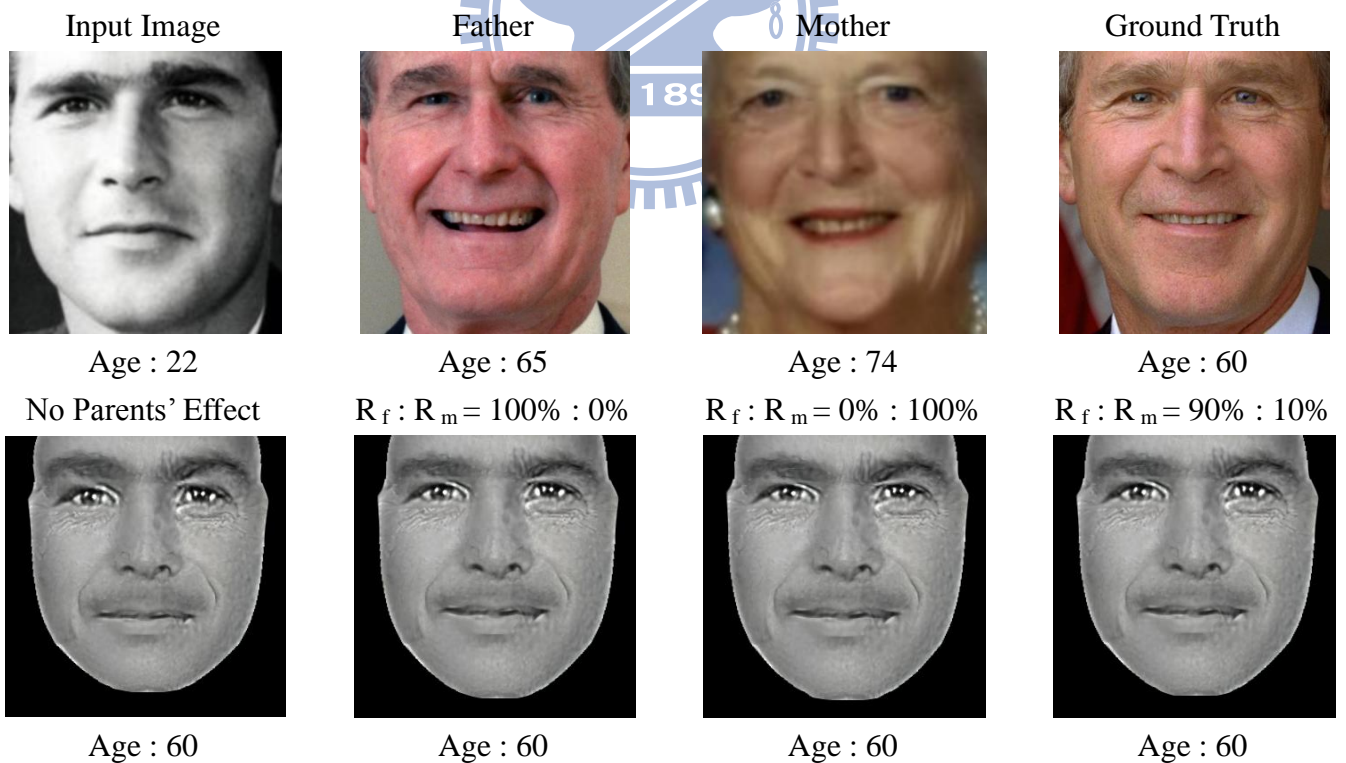 Input Image
Father
Mother
Ground Truth
189
Age : 22
Age : 65
Age : 74
Age : 60
No Parents’ Effect
R f : R m = 100% : 0%
R f : R m = 0% : 100%
R f : R m = 90% : 10%
Age : 60
Age : 60
Age : 60
Age : 60